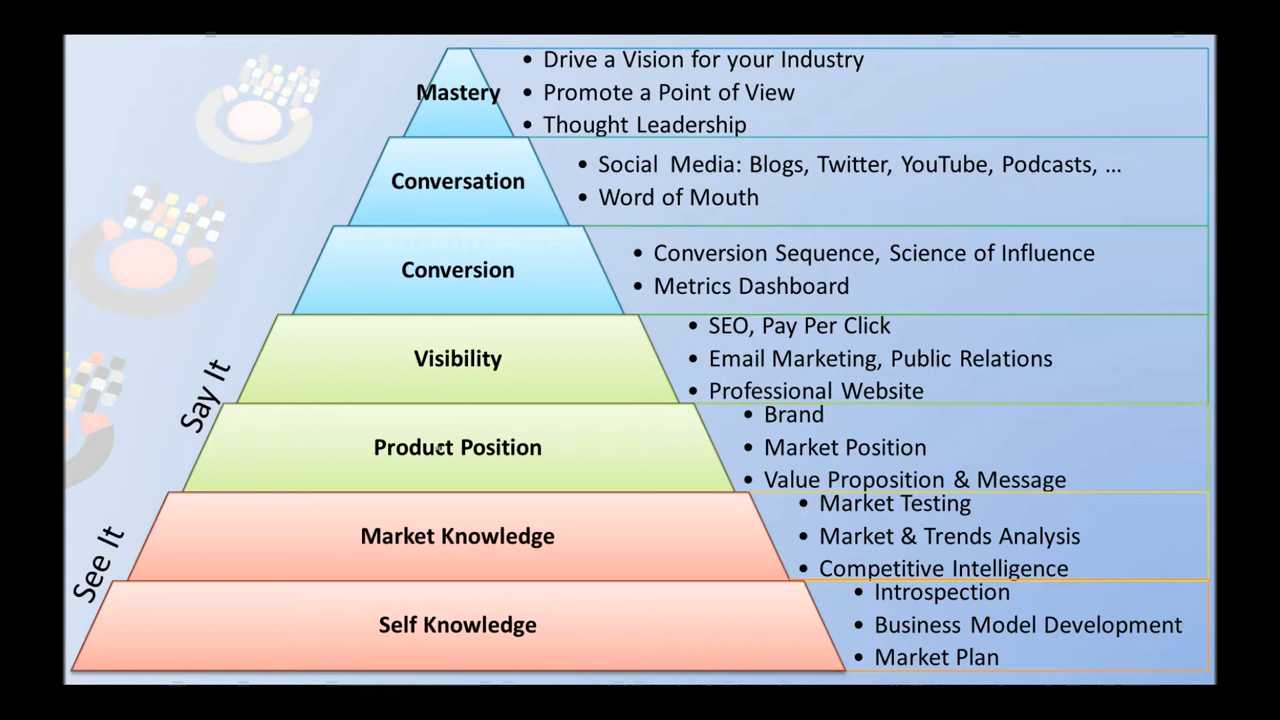 Mastery
• Drive a Vision for your Industry
• Promote a Point of View
• Thought Leadership
Conversation
• Social Media: Blogs, Twitter, YouTube, Podcasts, ...
• Word of Mouth
Conversion
• Conversion Sequence, Science of Influence
• Metrics Dashboard
Say It
Visibility
• SEO, Pay Per Click
• Email Marketing, Public Relations
• Professional Website
Product Position
• Brand
• Market Position
• Value Proposition & Message
See It
Market Knowledge
• Market Testing
• Market & Trends Analysis
• Competitive Intelligence
Self Knowledge
• Introspection
• Business Model Development
• Market Plan